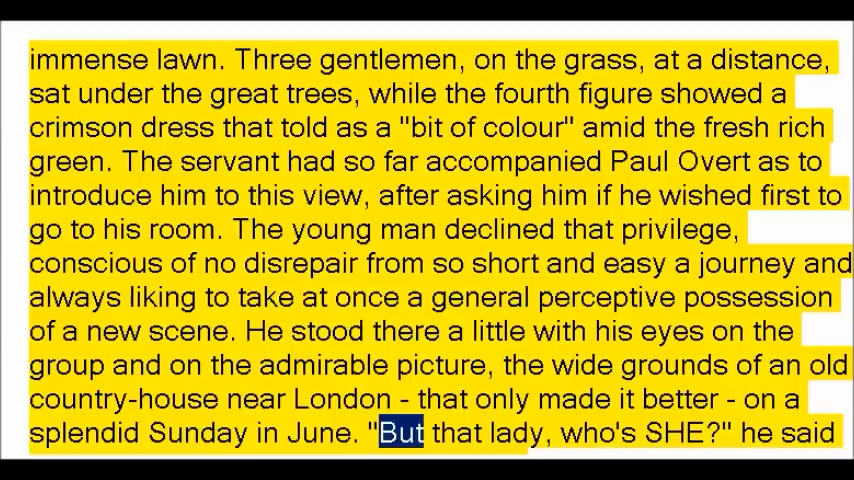 immense lawn. Three gentlemen, on the grass, at a distance,
sat under the great trees, while the fourth figure showed a
crimson dress that told as a "bit of colour" amid the fresh rich
green. The servant had so far accompanied Paul Overt as to
introduce him to this view, after asking him if he wished first to
go to his room. The young man declined that privilege,
conscious of no disrepair from so short and easy a journey and
always liking to take at once a general perceptive possession
of a new scene. He stood there a little with his eyes on the
group and on the admirable picture, the wide grounds of an old
country-house near London - that only made it better - on a
splendid Sunday in June. "But that lady, who's SHE?" he said